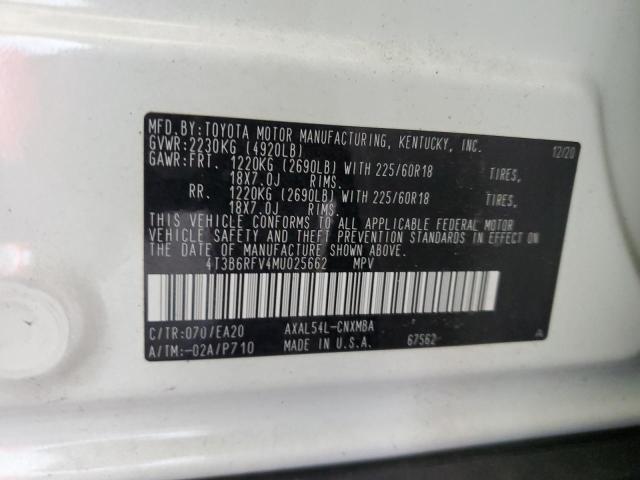 MFD.BY:TOYOTA MOTOR MANUFACTURING, KENTUCKY, INC.
GVWR:2230KG (4920LB) 12/20
GAWR:FRT. 1220KG (2690LB) WITH 225/60R18 TIRES,
18X7.0J RIMS.
RR. 1220KG (2690LB) WITH 225/60R18 TIRES,
18X7.0J RIMS.
THIS VEHICLE CONFORMS TO ALL APPLICABLE FEDERAL MOTOR
VEHICLE SAFETY AND THEFT PREVENTION STANDARDS IN EFFECT ON
THE DATE OF MANUFACTURE SHOWN ABOVE.
4T3B6RFV4MU025662 MPV
C/TR:070/EA20 AXAL54L-CNXMBA
A/TM:-02A/P710 MADE IN U.S.A. 67562